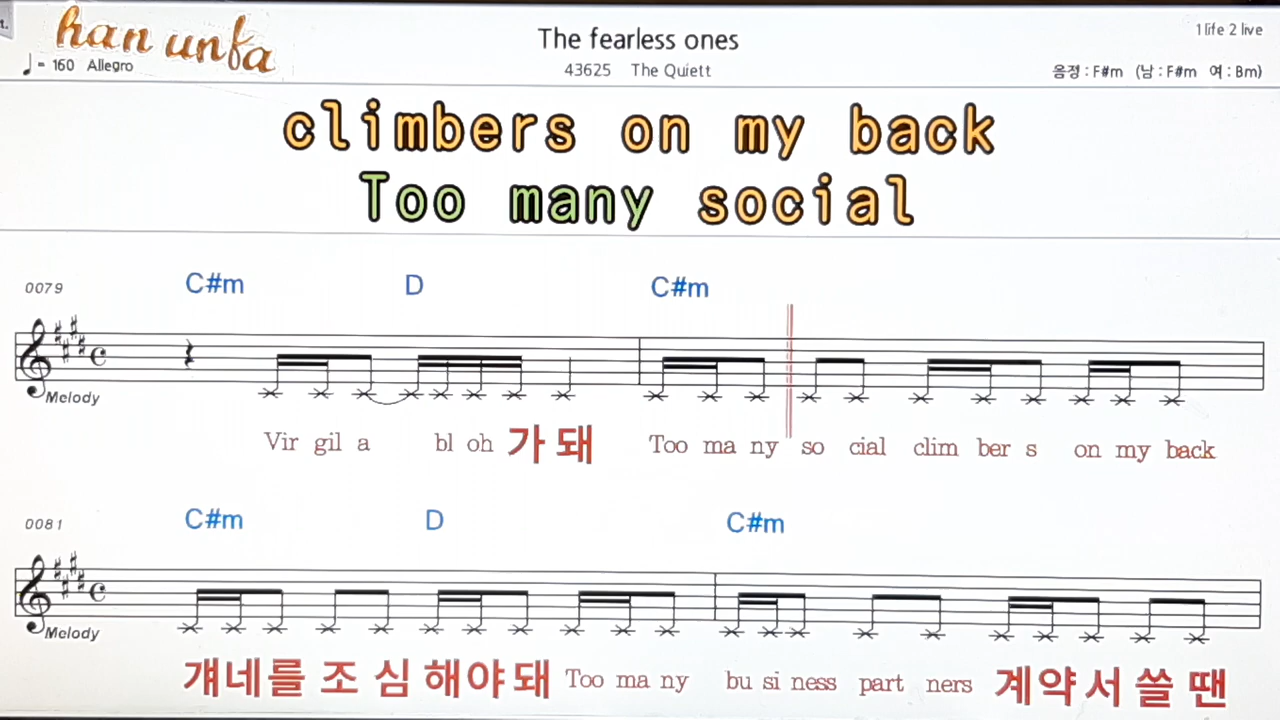 han unfa
The fearless ones
1 life 2 live
♩= 160 Allegro
43625 The Quiett
음정 : F#m (남 : F#m 여 : Bm)
climbers on my back
Too many social
0079
C#m D C#m
Melody
Vir gil a bl oh 가 돼 Too ma ny so cial clim ber s on my back
0081
C#m D C#m
Melody
걔네를 조 심 해야돼 Too ma ny bu si ness part ners 계약서 쓸 땐